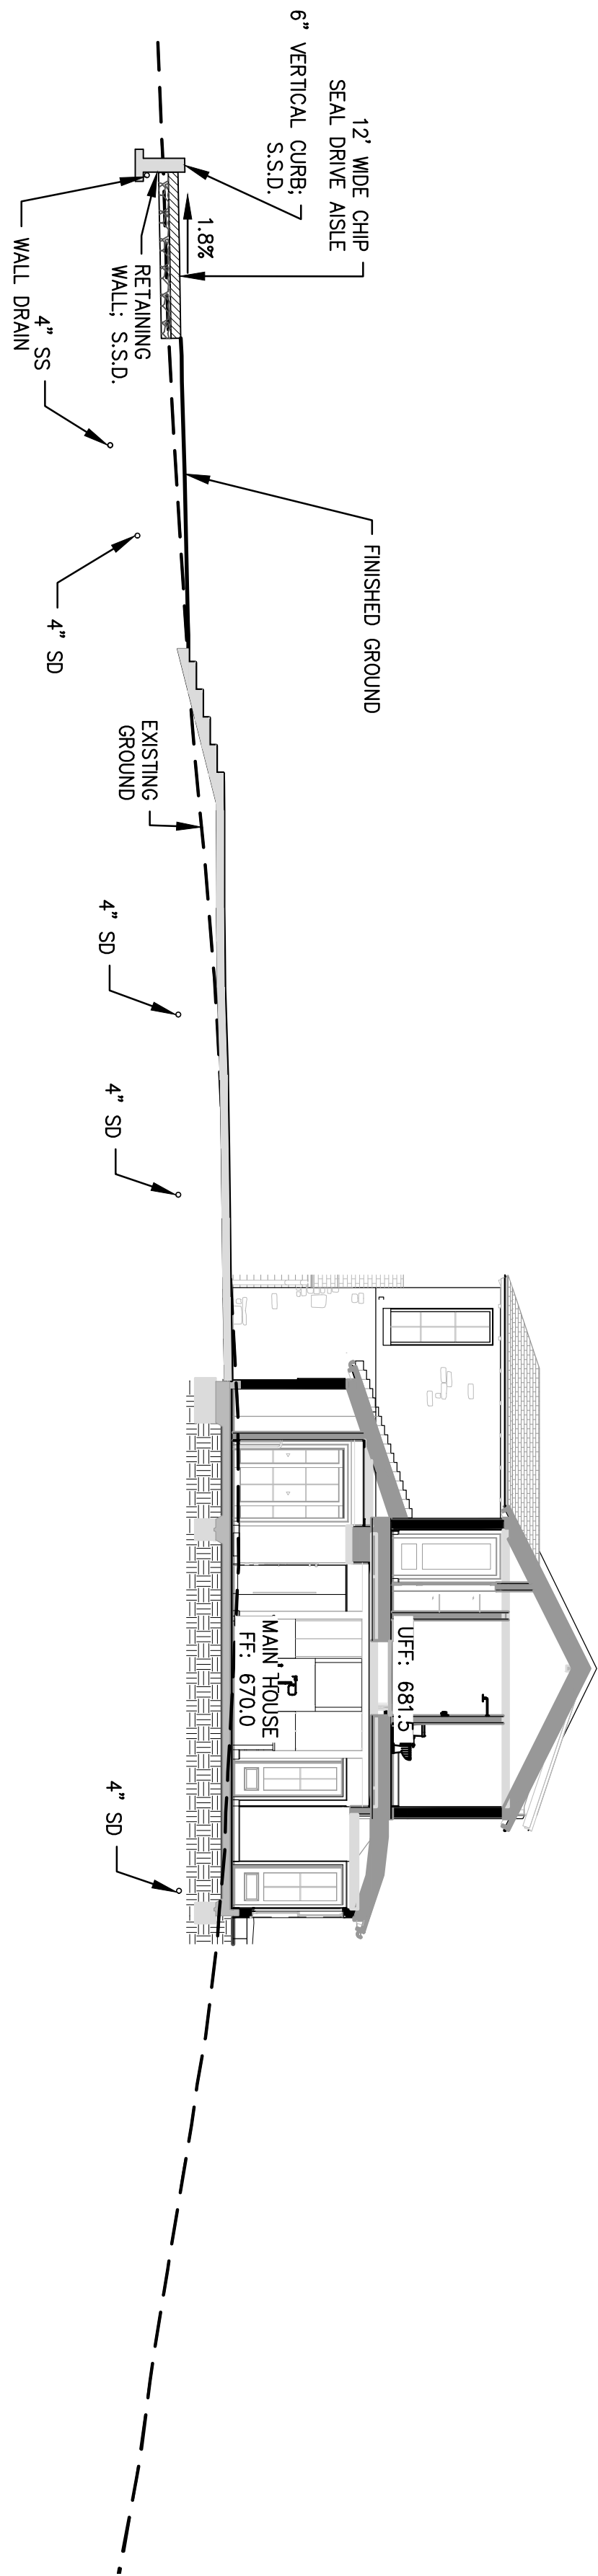 6" VERTICAL CURB;
S.S.D.
12' WIDE CHIP
SEAL DRIVE AISLE
1.8%
RETAINING
WALL; S.S.D.
WALL DRAIN
4" SS
FINISHED GROUND
4" SD
EXISTING
GROUND
4" SD
4" SD
UFF: 681.5
MAIN HOUSE
FF: 670.0
4" SD